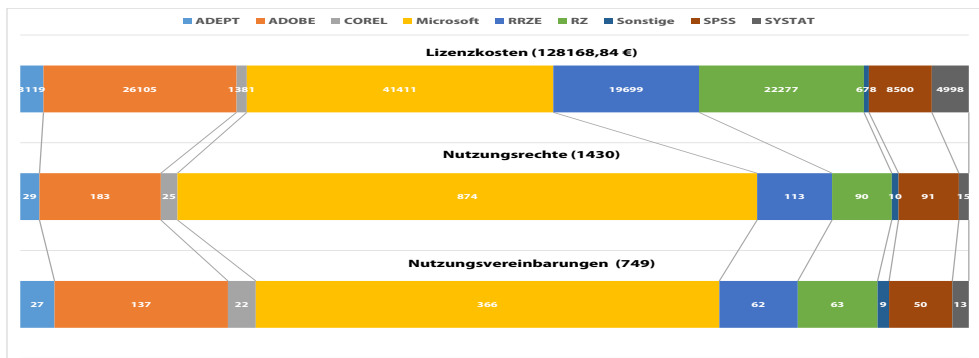 ADEPT ADOBE COREL Microsoft RRZE RZ Sonstige SPSS SYSTAT
Lizenzkosten (128168,84 €)
3119 26105 1381 41411 19699 22277 678 8500 4998
Nutzungsrechte (1430)
29 183 25 874 113 90 10 91 15
Nutzungsvereinbarungen (749)
27 137 22 366 62 63 9 50 13